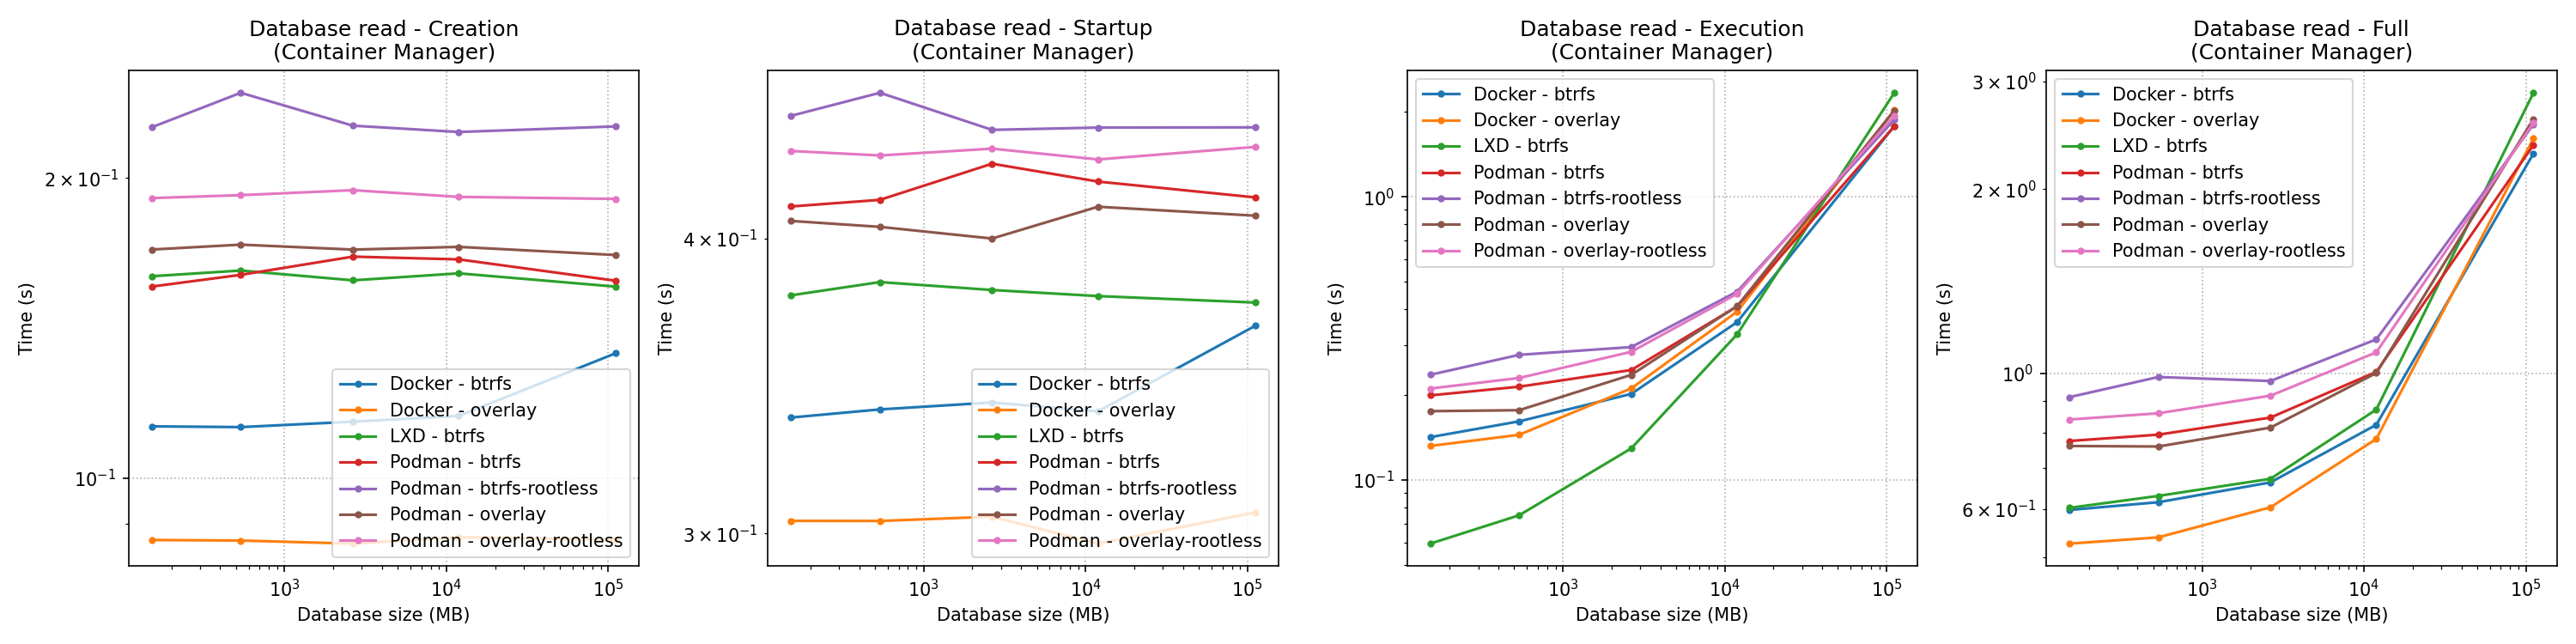 Database read - Creation
(Container Manager)
Time (s)
2 × 10⁻¹
10⁻¹
Docker - btrfs
Docker - overlay
LXD - btrfs
Podman - btrfs
Podman - btrfs-rootless
Podman - overlay
Podman - overlay-rootless
10³ 10⁴ 10⁵
Database size (MB)
Database read - Startup
(Container Manager)
Time (s)
4 × 10⁻¹
3 × 10⁻¹
Docker - btrfs
Docker - overlay
LXD - btrfs
Podman - btrfs
Podman - btrfs-rootless
Podman - overlay
Podman - overlay-rootless
10³ 10⁴ 10⁵
Database size (MB)
Database read - Execution
(Container Manager)
Time (s)
10⁰
10⁻¹
Docker - btrfs
Docker - overlay
LXD - btrfs
Podman - btrfs
Podman - btrfs-rootless
Podman - overlay
Podman - overlay-rootless
10³ 10⁴ 10⁵
Database size (MB)
Database read - Full
(Container Manager)
Time (s)
3 × 10⁰
2 × 10⁰
10⁰
6 × 10⁻¹
Docker - btrfs
Docker - overlay
LXD - btrfs
Podman - btrfs
Podman - btrfs-rootless
Podman - overlay
Podman - overlay-rootless
10³ 10⁴ 10⁵
Database size (MB)